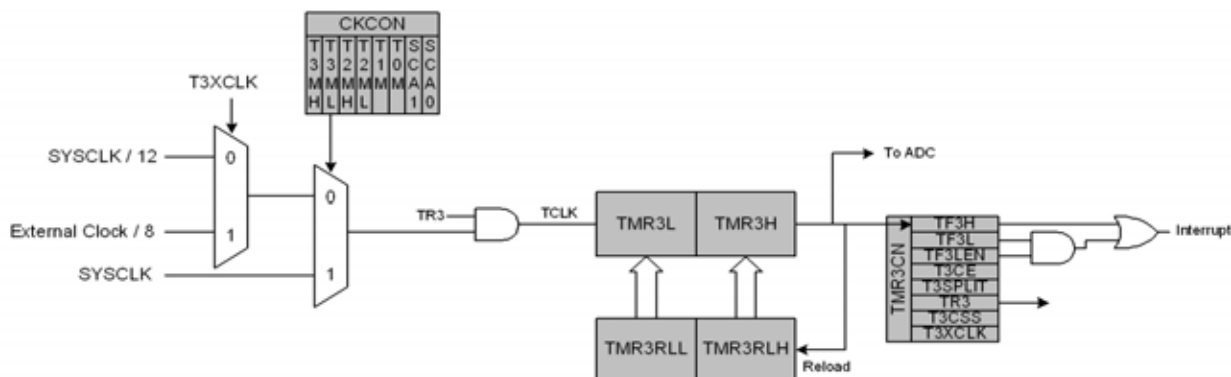 CKCON
T3MH T3ML T2MH T2ML T1M T0M SCA1 SCA0
T3XCLK
SYSCLK / 12
0
External Clock / 8
1
SYSCLK
0
1
TR3
TCLK
TMR3L TMR3H
To ADC
TMR3RLL TMR3RLH
Reload
TMR3CN
TF3H
TF3L
TF3LEN
T3CE
T3SPLIT
TR3
T3CSS
T3XCLK
Interrupt